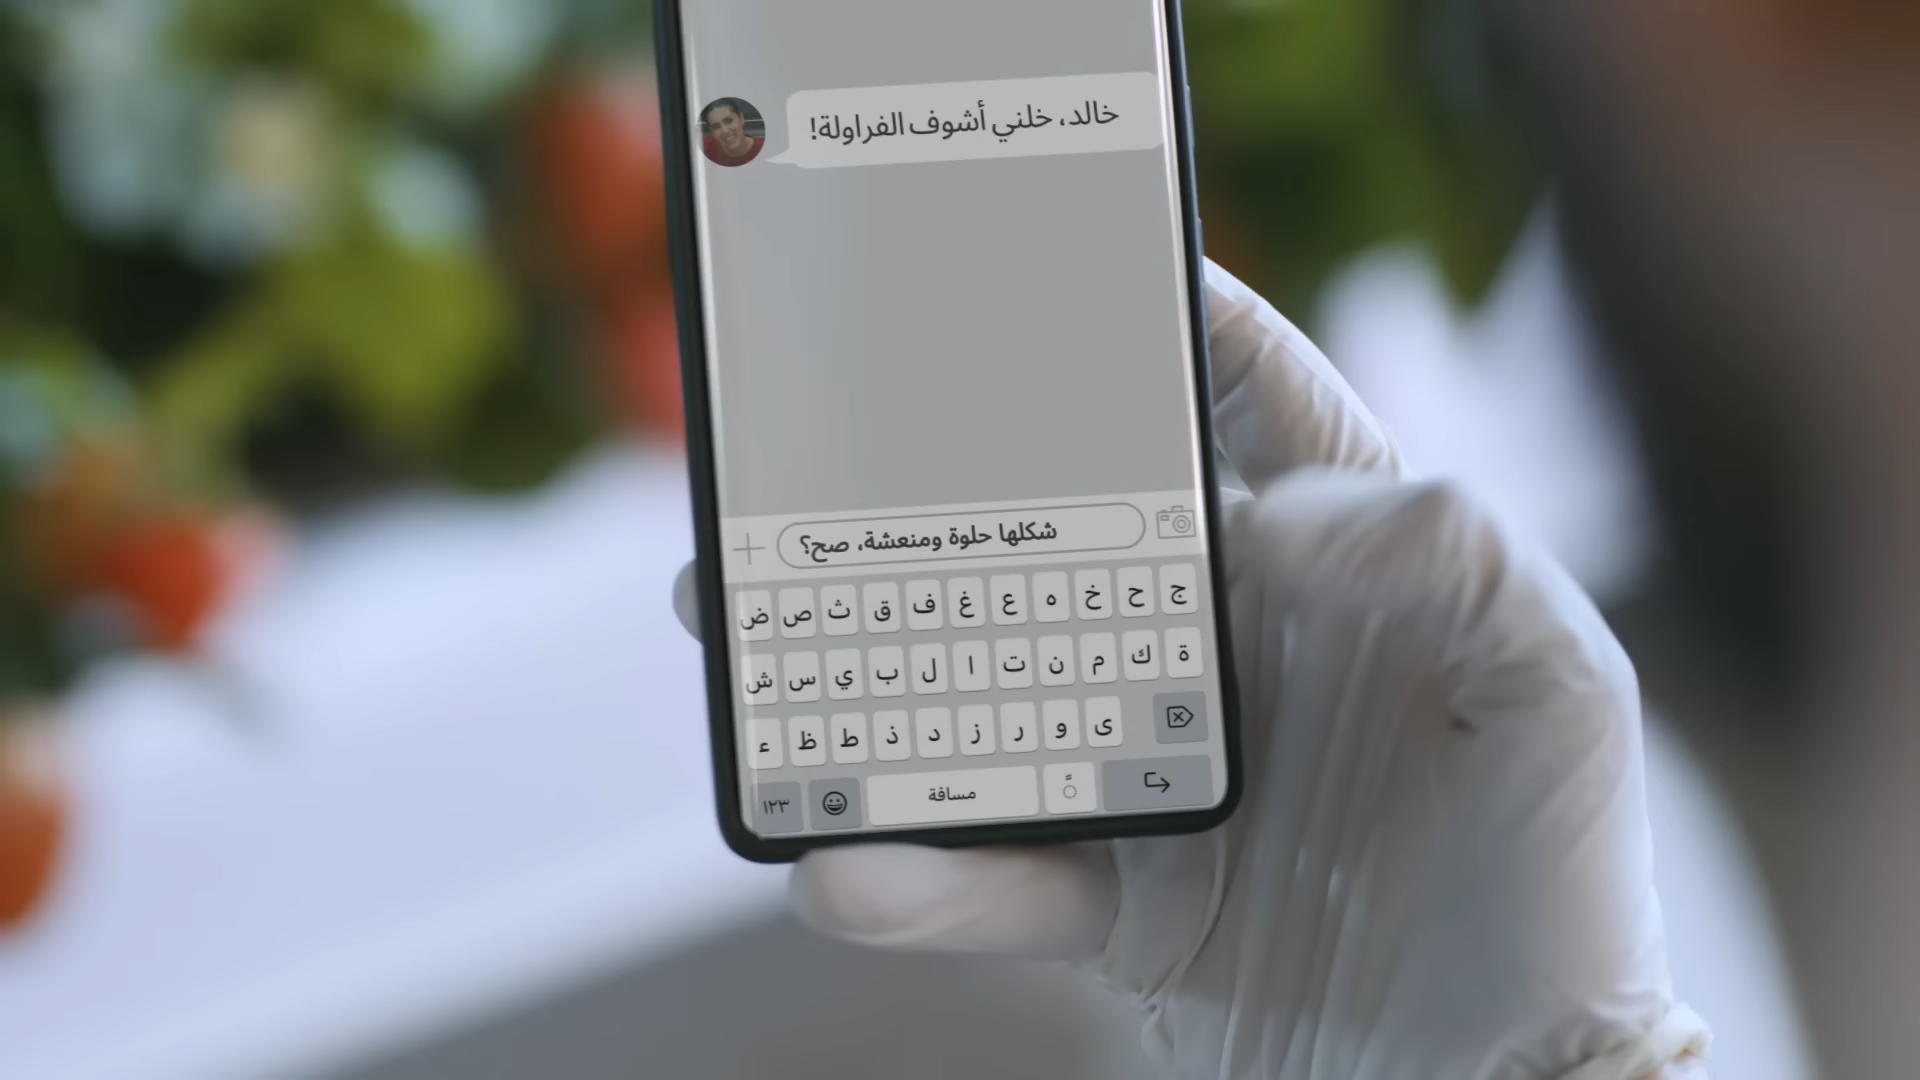 خالد، خلني أشوف الفراولة!
شكلها حلوة ومنعشة، صح؟
ض ص ث ق ف غ ع ه خ ح ج
ش س ي ب ل ا ت ن م ك ة
ء ظ ط ذ د ز ر و ى
١٢٣ مسافة